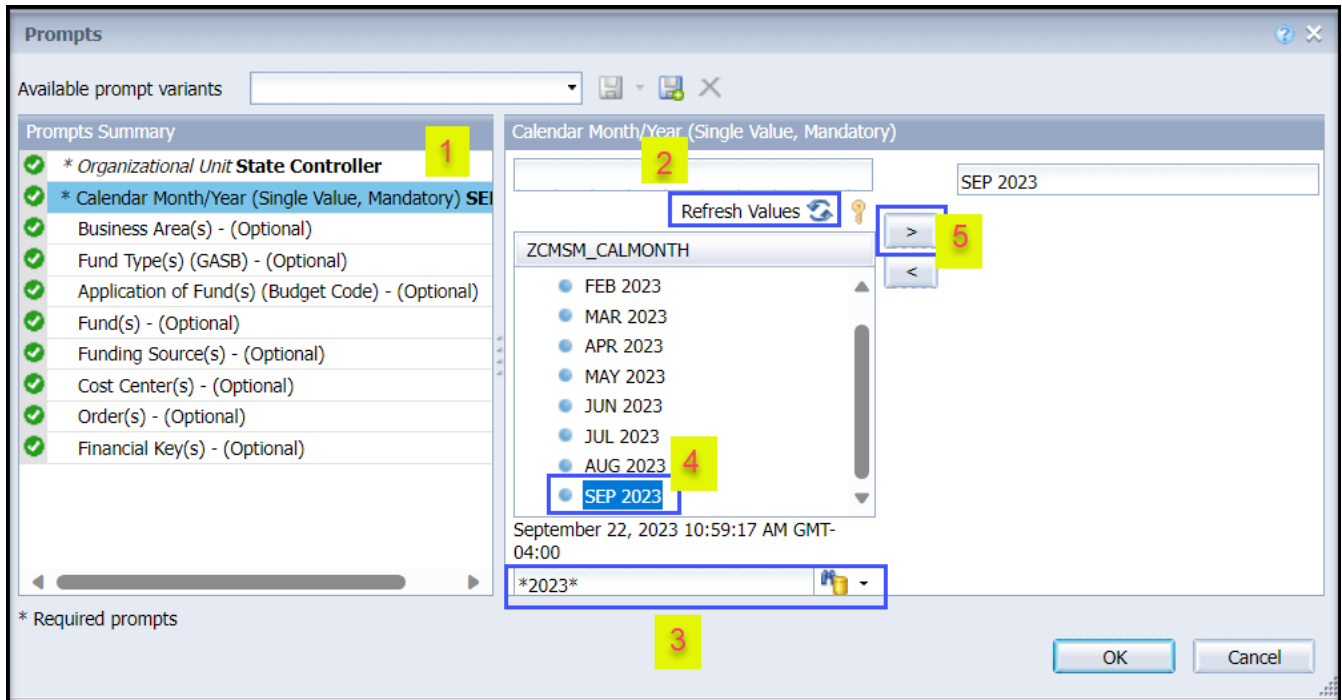 Prompts
Available prompt variants
Prompts Summary
1
* Organizational Unit State Controller
* Calendar Month/Year (Single Value, Mandatory) SEI
Business Area(s) - (Optional)
Fund Type(s) (GASB) - (Optional)
Application of Fund(s) (Budget Code) - (Optional)
Fund(s) - (Optional)
Funding Source(s) - (Optional)
Cost Center(s) - (Optional)
Order(s) - (Optional)
Financial Key(s) - (Optional)
* Required prompts
Calendar Month/Year (Single Value, Mandatory)
2
Refresh Values
ZCMSM_CALMONTH
FEB 2023
MAR 2023
APR 2023
MAY 2023
JUN 2023
JUL 2023
AUG 2023
4
SEP 2023
September 22, 2023 10:59:17 AM GMT-
04:00
*2023*
3
> 5
<
SEP 2023
OK Cancel